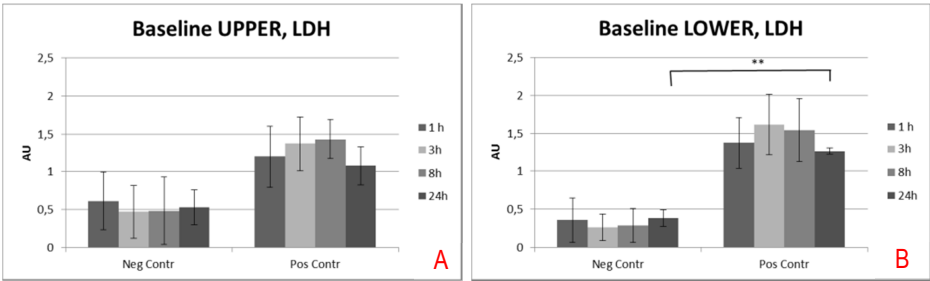 Baseline UPPER, LDH
2,5
2
1,5
1
0,5
0
AU
Neg Contr
Pos Contr
1 h
3h
8h
24h
A
Baseline LOWER, LDH
**
2,5
2
1,5
1
0,5
0
AU
Neg Contr
Pos Contr
1 h
3h
8h
24h
B